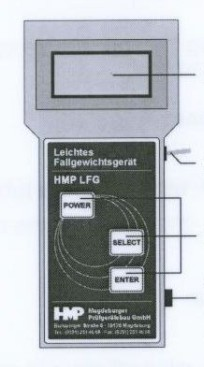 Leichtes
Fallgewichtsgerät
HMP LFG
POWER
SELECT
ENTER
HMP Magdeburger
Prüfgerätebau GmbH